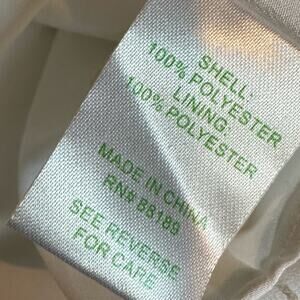 SHELL:
100% POLYESTER
LINING:
100% POLYESTER
MADE IN CHINA
RN# 88189
SEE REVERSE
FOR CARE